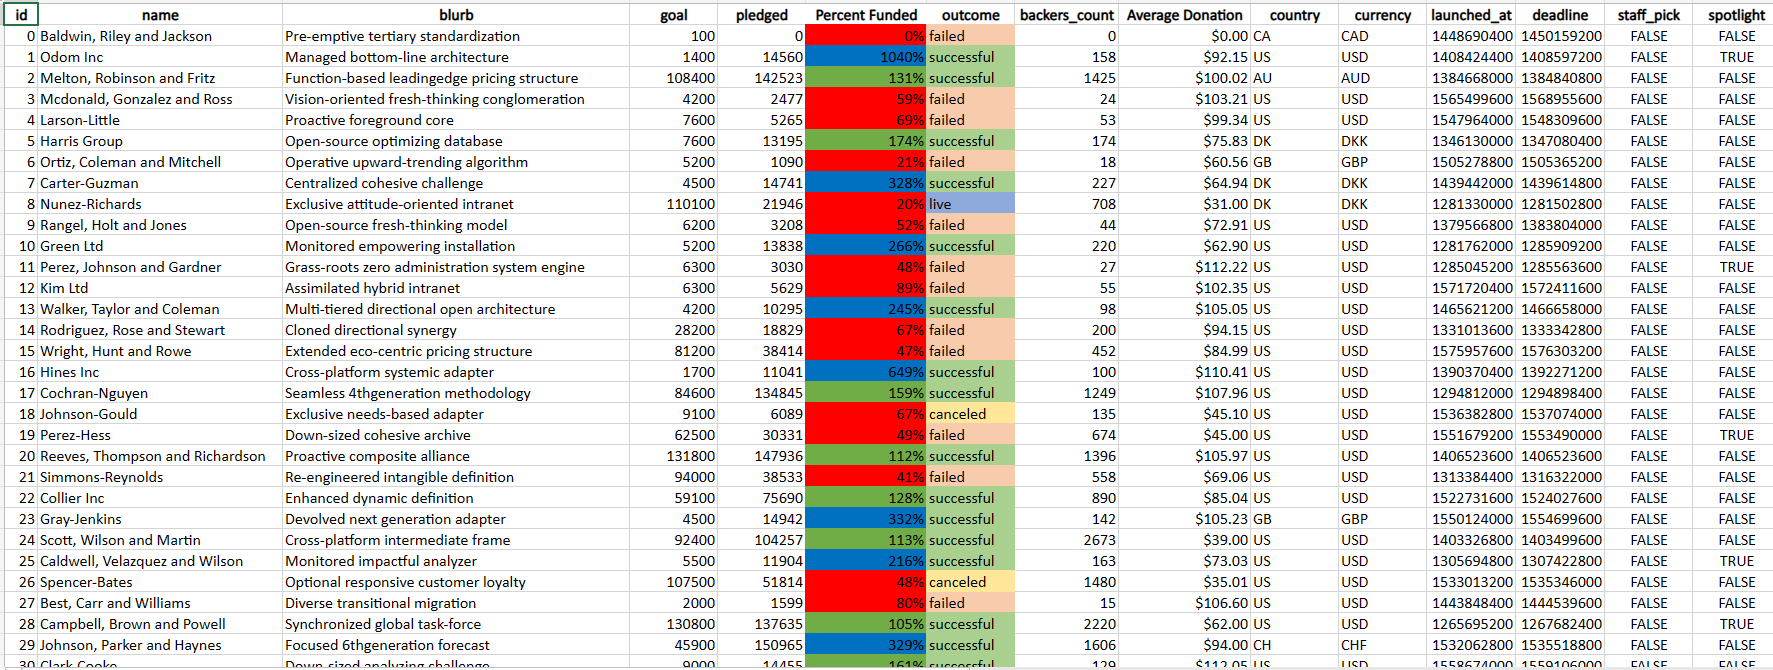 id name blurb goal pledged Percent Funded outcome backers_count Average Donation country currency launched_at deadline staff_pick spotlight
0 Baldwin, Riley and Jackson Pre-emptive tertiary standardization 100 0 0% failed 0 $0.00 CA CAD 1448690400 1450159200 FALSE FALSE
1 Odom Inc Managed bottom-line architecture 1400 14560 1040% successful 158 $92.15 US USD 1408424400 1408597200 FALSE TRUE
2 Melton, Robinson and Fritz Function-based leadingedge pricing structure 108400 142523 131% successful 1425 $100.02 AU AUD 1384668000 1384840800 FALSE FALSE
3 Mcdonald, Gonzalez and Ross Vision-oriented fresh-thinking conglomeration 4200 2477 59% failed 24 $103.21 US USD 1565499600 1568955600 FALSE FALSE
4 Larson-Little Proactive foreground core 7600 5265 69% failed 53 $99.34 US USD 1547964000 1548309600 FALSE FALSE
5 Harris Group Open-source optimizing database 7600 13195 174% successful 174 $75.83 DK DKK 1346130000 1347080400 FALSE FALSE
6 Ortiz, Coleman and Mitchell Operative upward-trending algorithm 5200 1090 21% failed 18 $60.56 GB GBP 1505278800 1505365200 FALSE FALSE
7 Carter-Guzman Centralized cohesive challenge 4500 14741 328% successful 227 $64.94 DK DKK 1439442000 1439614800 FALSE FALSE
8 Nunez-Richards Exclusive attitude-oriented intranet 110100 21946 20% live 708 $31.00 DK DKK 1281330000 1281502800 FALSE FALSE
9 Rangel, Holt and Jones Open-source fresh-thinking model 6200 3208 52% failed 44 $72.91 US USD 1379566800 1383804000 FALSE FALSE
10 Green Ltd Monitored empowering installation 5200 13838 266% successful 220 $62.90 US USD 1281762000 1285909200 FALSE FALSE
11 Perez, Johnson and Gardner Grass-roots zero administration system engine 6300 3030 48% failed 27 $112.22 US USD 1285045200 1285563600 FALSE TRUE
12 Kim Ltd Assimilated hybrid intranet 6300 5629 89% failed 55 $102.35 US USD 1571720400 1572411600 FALSE FALSE
13 Walker, Taylor and Coleman Multi-tiered directional open architecture 4200 10295 245% successful 98 $105.05 US USD 1465621200 1466658000 FALSE FALSE
14 Rodriguez, Rose and Stewart Cloned directional synergy 28200 18829 67% failed 200 $94.15 US USD 1331013600 1333342800 FALSE FALSE
15 Wright, Hunt and Rowe Extended eco-centric pricing structure 81200 38414 47% failed 452 $84.99 US USD 1575957600 1576303200 FALSE FALSE
16 Hines Inc Cross-platform systemic adapter 1700 11041 649% successful 100 $110.41 US USD 1390370400 1392271200 FALSE FALSE
17 Cochran-Nguyen Seamless 4thgeneration methodology 84600 134845 159% successful 1249 $107.96 US USD 1294812000 1294898400 FALSE FALSE
18 Johnson-Gould Exclusive needs-based adapter 9100 6089 67% canceled 135 $45.10 US USD 1536382800 1537074000 FALSE FALSE
19 Perez-Hess Down-sized cohesive archive 62500 30331 49% failed 674 $45.00 US USD 1551679200 1553490000 FALSE TRUE
20 Reeves, Thompson and Richardson Proactive composite alliance 131800 147936 112% successful 1396 $105.97 US USD 1406523600 1406523600 FALSE FALSE
21 Simmons-Reynolds Re-engineered intangible definition 94000 38533 41% failed 558 $69.06 US USD 1313384400 1316322000 FALSE FALSE
22 Collier Inc Enhanced dynamic definition 59100 75690 128% successful 890 $85.04 US USD 1522731600 1524027600 FALSE FALSE
23 Gray-Jenkins Devolved next generation adapter 4500 14942 332% successful 142 $105.23 GB GBP 1550124000 1554699600 FALSE FALSE
24 Scott, Wilson and Martin Cross-platform intermediate frame 92400 104257 113% successful 2673 $39.00 US USD 1403326800 1403499600 FALSE FALSE
25 Caldwell, Velazquez and Wilson Monitored impactful analyzer 5500 11904 216% successful 163 $73.03 US USD 1305694800 1307422800 FALSE TRUE
26 Spencer-Bates Optional responsive customer loyalty 107500 51814 48% canceled 1480 $35.01 US USD 1533013200 1535346000 FALSE FALSE
27 Best, Carr and Williams Diverse transitional migration 2000 1599 80% failed 15 $106.60 US USD 1443848400 1444539600 FALSE FALSE
28 Campbell, Brown and Powell Synchronized global task-force 130800 137635 105% successful 2220 $62.00 US USD 1265695200 1267682400 FALSE TRUE
29 Johnson, Parker and Haynes Focused 6thgeneration forecast 45900 150965 329% successful 1606 $94.00 CH CHF 1532062800 1535518800 FALSE FALSE
30 Clark-Cooke Down-sized analyzing challenge 9000 14455 161% successful 129 $112.05 US USD 1558674000 1559106000 FALSE FALSE